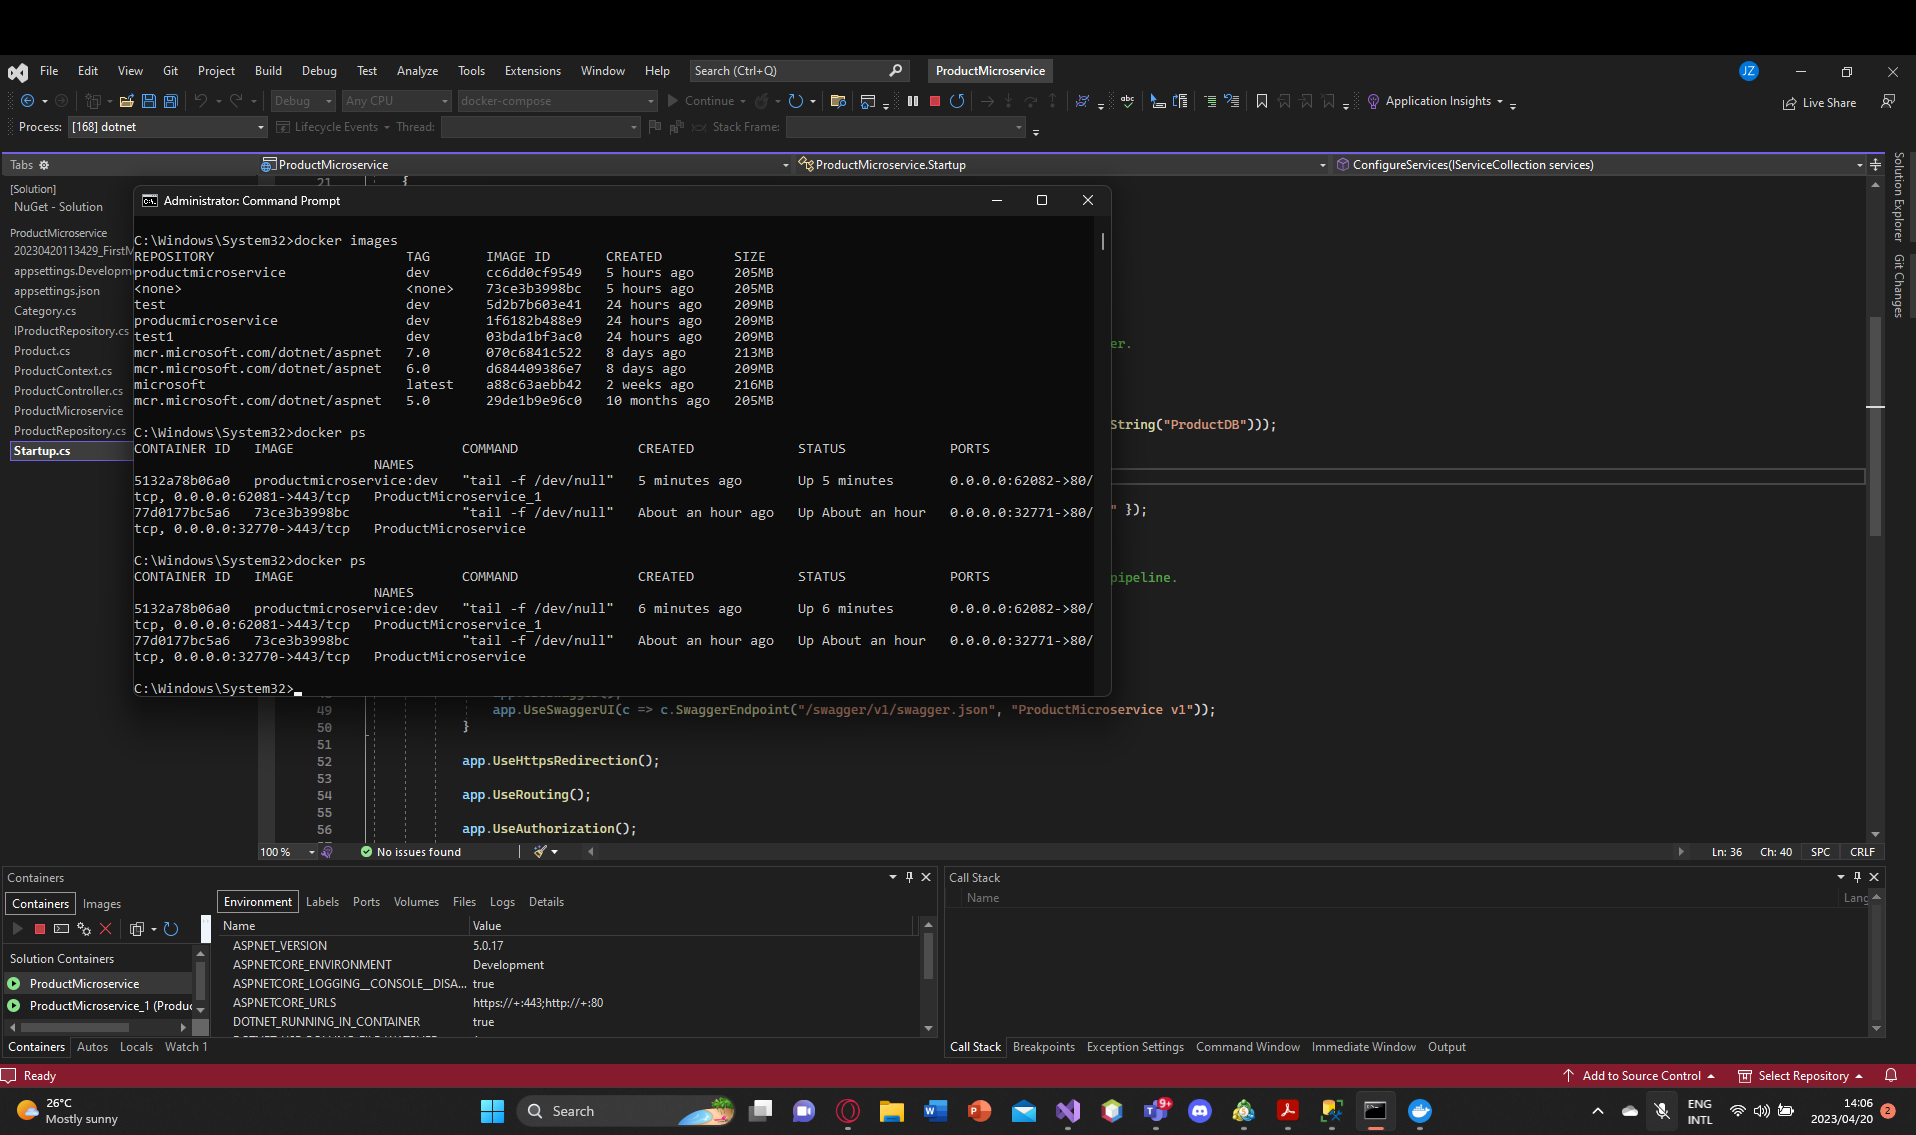 File Edit View Git Project Build Debug Test Analyze Tools Extensions Window Help Search (Ctrl+Q) ProductMicroservice JZ
Debug Any CPU docker-compose Continue Application Insights Live Share
Process: [168] dotnet Lifecycle Events Thread: Stack Frame:
Tabs ProductMicroservice ProductMicroservice.Startup ConfigureServices(IServiceCollection services)
[Solution]
NuGet - Solution
ProductMicroservice
20230420113429_FirstM
appsettings.Developm
appsettings.json
Category.cs
IProductRepository.cs
Product.cs
ProductContext.cs
ProductController.cs
ProductMicroservice
ProductRepository.cs
Startup.cs
Solution Explorer
Git Changes
21 {
Administrator: Command Prompt
C:\Windows\System32>docker images
REPOSITORY TAG IMAGE ID CREATED SIZE
productmicroservice dev cc6dd0cf9549 5 hours ago 205MB
<none> <none> 73ce3b3998bc 5 hours ago 205MB
test dev 5d2b7b603e41 24 hours ago 209MB
producmicroservice dev 1f6182b488e9 24 hours ago 209MB
test1 dev 03bda1bf3ac0 24 hours ago 209MB
mcr.microsoft.com/dotnet/aspnet 7.0 070c6841c522 8 days ago 213MB
mcr.microsoft.com/dotnet/aspnet 6.0 d684409386e7 8 days ago 209MB
microsoft latest a88c63aebb42 2 weeks ago 216MB
mcr.microsoft.com/dotnet/aspnet 5.0 29de1b9e96c0 10 months ago 205MB
C:\Windows\System32>docker ps
CONTAINER ID IMAGE COMMAND CREATED STATUS PORTS
NAMES
5132a78b06a0 productmicroservice:dev "tail -f /dev/null" 5 minutes ago Up 5 minutes 0.0.0.0:62082->80/
tcp, 0.0.0.0:62081->443/tcp ProductMicroservice_1
77d0177bc5a6 73ce3b3998bc "tail -f /dev/null" About an hour ago Up About an hour 0.0.0.0:32771->80/
tcp, 0.0.0.0:32770->443/tcp ProductMicroservice
C:\Windows\System32>docker ps
CONTAINER ID IMAGE COMMAND CREATED STATUS PORTS
NAMES
5132a78b06a0 productmicroservice:dev "tail -f /dev/null" 6 minutes ago Up 6 minutes 0.0.0.0:62082->80/
tcp, 0.0.0.0:62081->443/tcp ProductMicroservice_1
77d0177bc5a6 73ce3b3998bc "tail -f /dev/null" About an hour ago Up About an hour 0.0.0.0:32771->80/
tcp, 0.0.0.0:32770->443/tcp ProductMicroservice
C:\Windows\System32>
er.
String("ProductDB")));
" });
pipeline.
49 app.UseSwaggerUI(c => c.SwaggerEndpoint("/swagger/v1/swagger.json", "ProductMicroservice v1"));
50 }
51
52 app.UseHttpsRedirection();
53
54 app.UseRouting();
55
56 app.UseAuthorization();
100 % No issues found Ln: 36 Ch: 40 SPC CRLF
Containers
Containers Images
Solution Containers
ProductMicroservice
ProductMicroservice_1 (Produc
Environment Labels Ports Volumes Files Logs Details
Name Value
ASPNET_VERSION 5.0.17
ASPNETCORE_ENVIRONMENT Development
ASPNETCORE_LOGGING__CONSOLE__DISA... true
ASPNETCORE_URLS https://+:443;http://+:80
DOTNET_RUNNING_IN_CONTAINER true
Containers Autos Locals Watch 1
Call Stack
Name Lang
Call Stack Breakpoints Exception Settings Command Window Immediate Window Output
Ready Add to Source Control Select Repository
26°C
Mostly sunny
Search
9+
ENG
INTL
14:06
2023/04/20
2